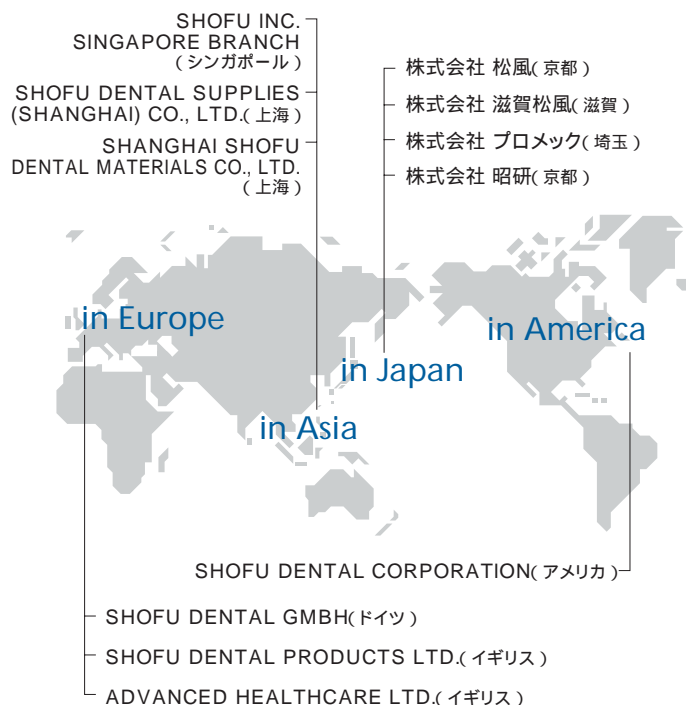 SHOFU INC.
SINGAPORE BRANCH
(シンガポール)
SHOFU DENTAL SUPPLIES
(SHANGHAI) CO., LTD.(上海)
SHANGHAI SHOFU
DENTAL MATERIALS CO., LTD.
(上海)
株式会社 松風(京都)
株式会社 滋賀松風(滋賀)
株式会社 プロメック(埼玉)
株式会社 昭研(京都)
in Europe
in America
in Japan
in Asia
SHOFU DENTAL CORPORATION(アメリカ)
SHOFU DENTAL GMBH(ドイツ)
SHOFU DENTAL PRODUCTS LTD.(イギリス)
ADVANCED HEALTHCARE LTD.(イギリス)